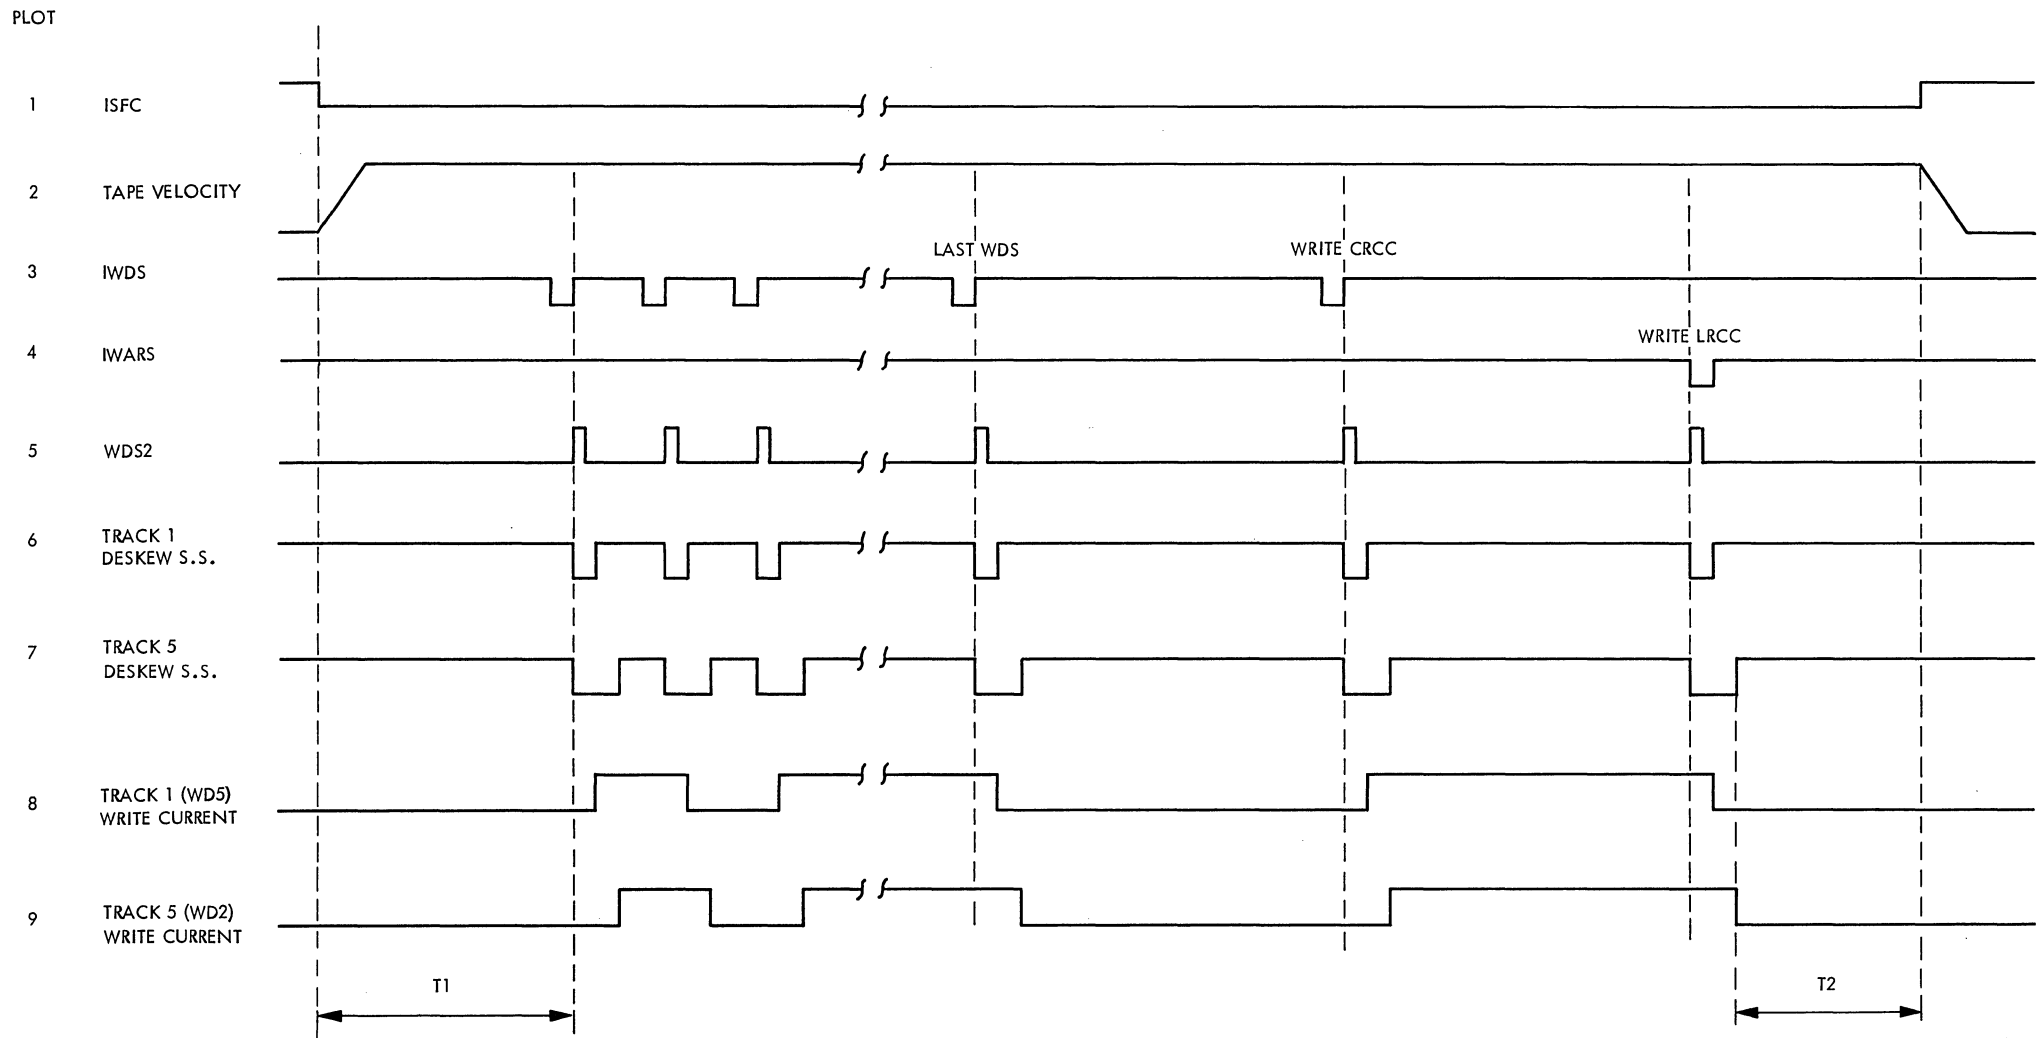 PLOT
1 ISFC
2 TAPE VELOCITY
LAST WDS WRITE CRCC
3 IWDS
WRITE LRCC
4 IWARS
5 WDS2
6 TRACK 1
DESKEW S.S.
7 TRACK 5
DESKEW S.S.
8 TRACK 1 (WD5)
WRITE CURRENT
9 TRACK 5 (WD2)
WRITE CURRENT
T1 T2